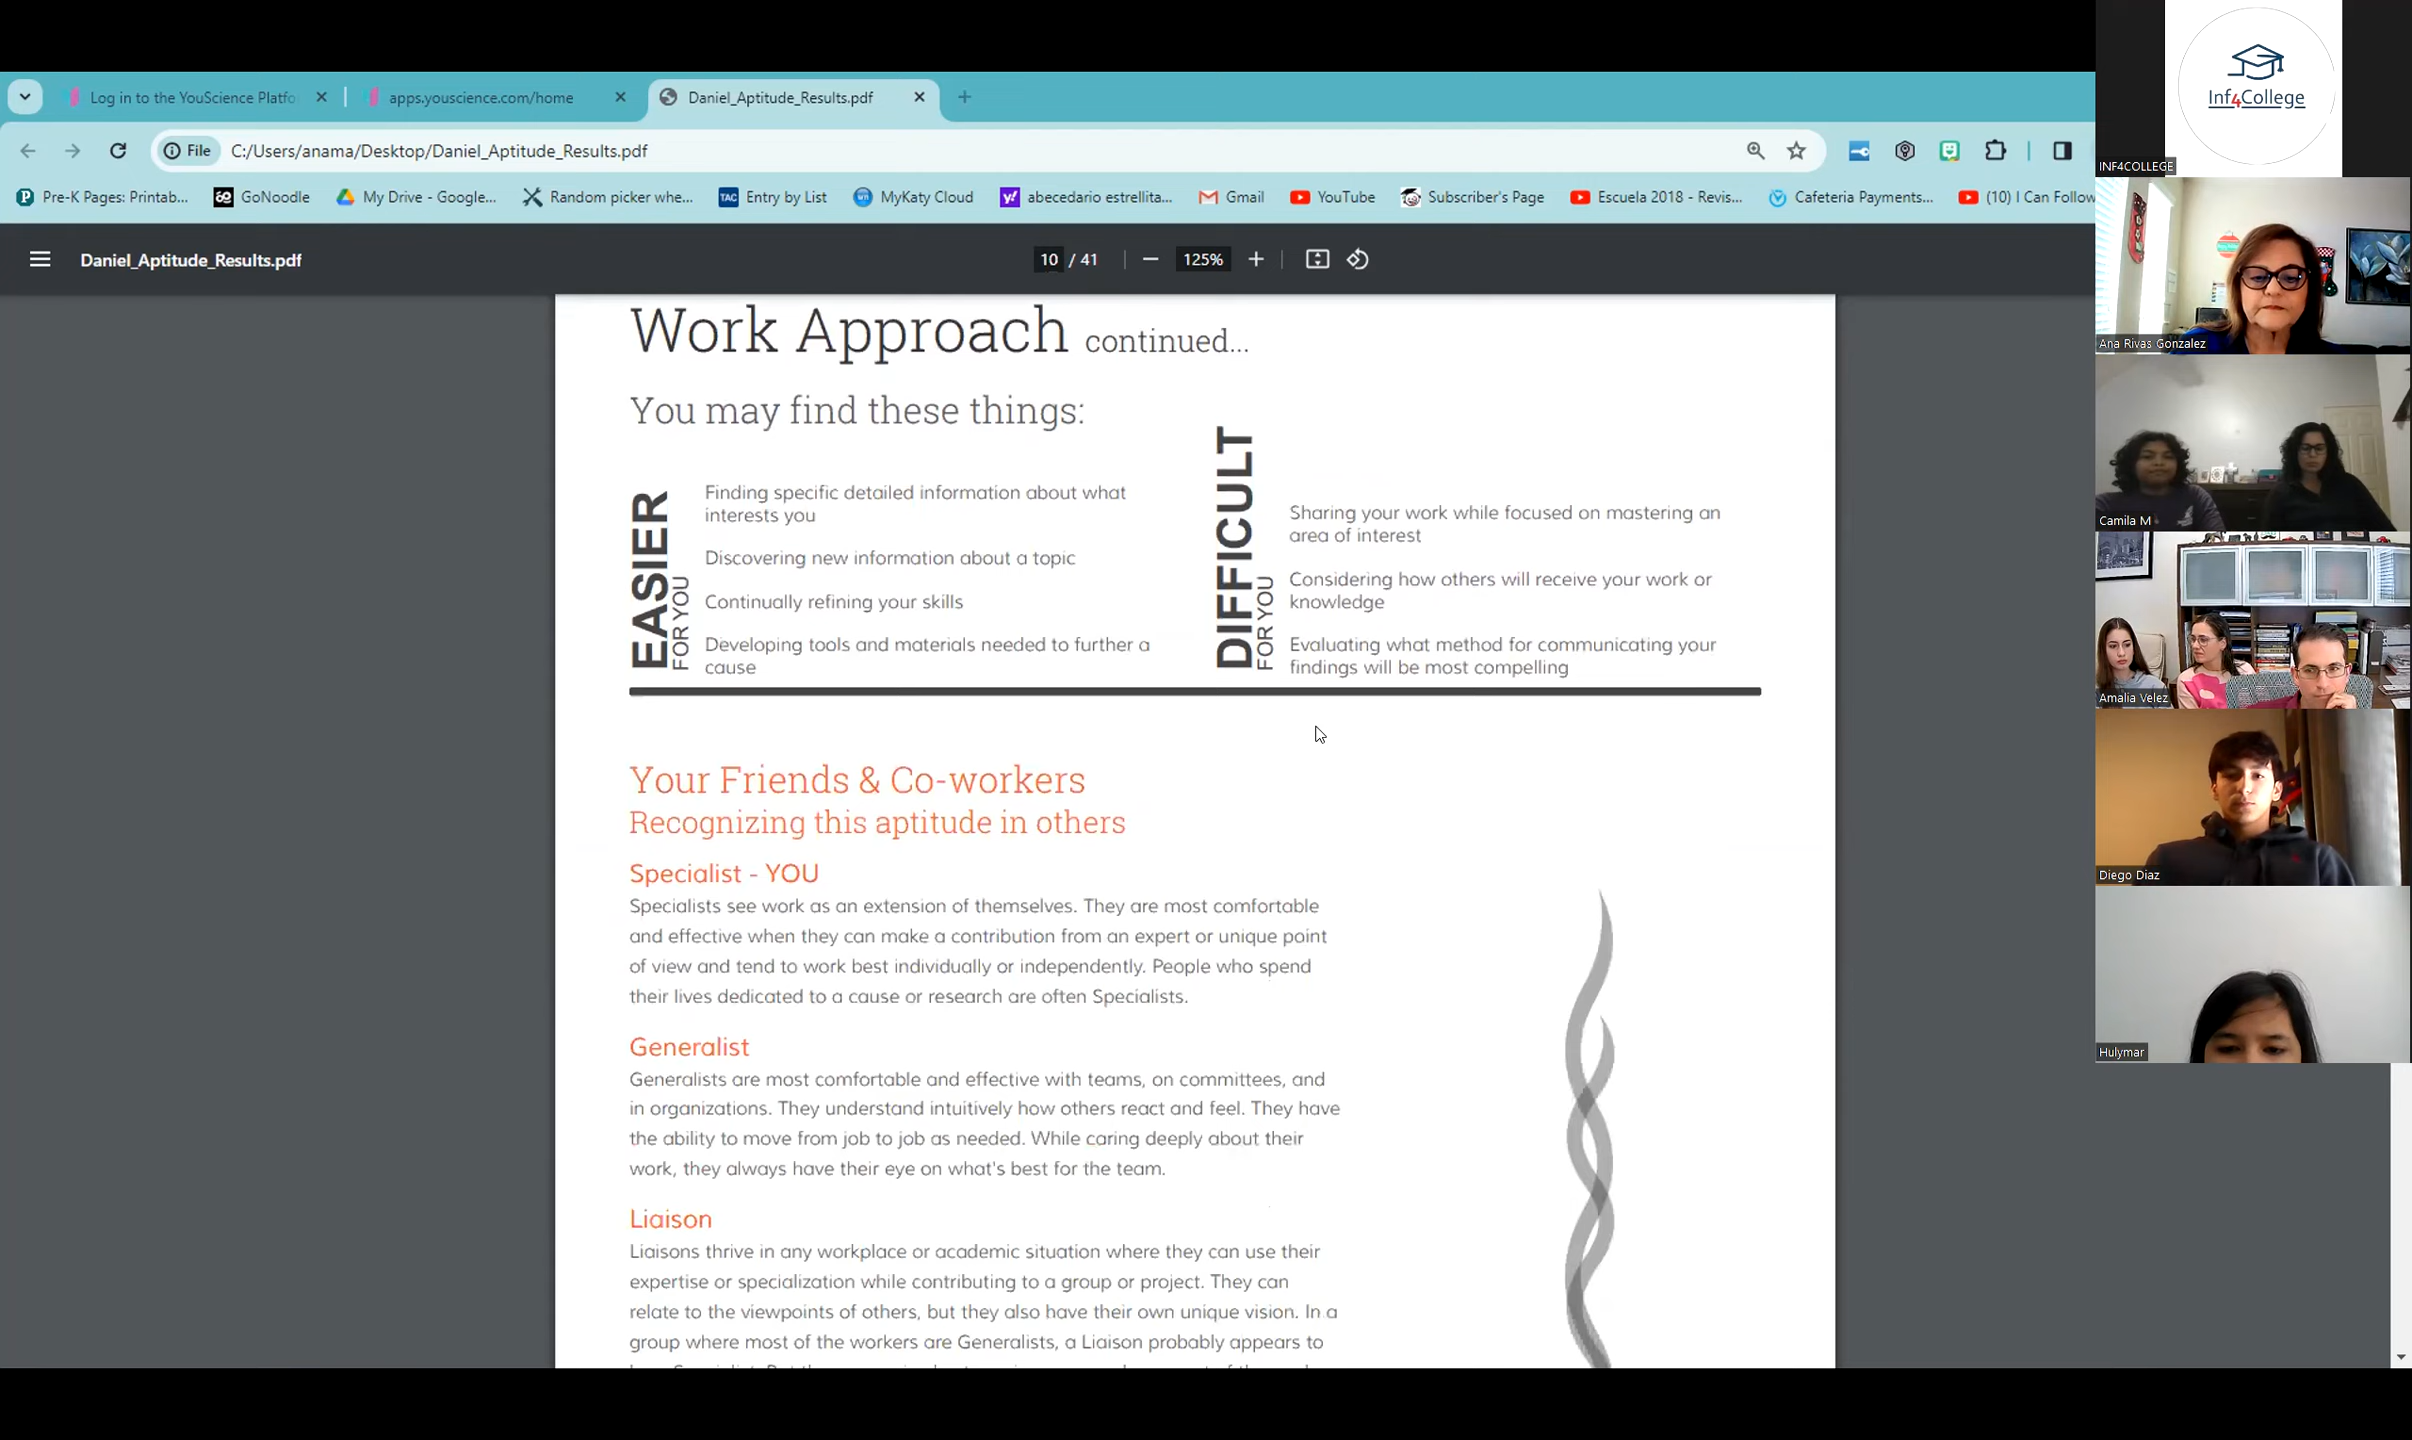 Log in to the YouScience Platfo
apps.youscience.com/home
Daniel_Aptitude_Results.pdf
File
C:/Users/anama/Desktop/Daniel_Aptitude_Results.pdf
Pre-K Pages: Printab...
GoNoodle
My Drive - Google...
Random picker whe...
TAC
Entry by List
MyKaty Cloud
abecedario estrellita...
Gmail
YouTube
Subscriber's Page
Escuela 2018 - Revis...
Cafeteria Payments...
(10) I Can Follow
Daniel_Aptitude_Results.pdf
10 / 41
125%
Work Approach continued...
You may find these things:
EASIER
FOR YOU
Finding specific detailed information about what
interests you
Discovering new information about a topic
Continually refining your skills
Developing tools and materials needed to further a
cause
DIFFICULT
FOR YOU
Sharing your work while focused on mastering an
area of interest
Considering how others will receive your work or
knowledge
Evaluating what method for communicating your
findings will be most compelling
Your Friends & Co-workers
Recognizing this aptitude in others
Specialist - YOU
Specialists see work as an extension of themselves. They are most comfortable
and effective when they can make a contribution from an expert or unique point
of view and tend to work best individually or independently. People who spend
their lives dedicated to a cause or research are often Specialists.
Generalist
Generalists are most comfortable and effective with teams, on committees, and
in organizations. They understand intuitively how others react and feel. They have
the ability to move from job to job as needed. While caring deeply about their
work, they always have their eye on what's best for the team.
Liaison
Liaisons thrive in any workplace or academic situation where they can use their
expertise or specialization while contributing to a group or project. They can
relate to the viewpoints of others, but they also have their own unique vision. In a
group where most of the workers are Generalists, a Liaison probably appears to
Inf4College
INF4COLLEGE
Ana Rivas Gonzalez
Camila M
Amalia Velez
Diego Diaz
Hulymar